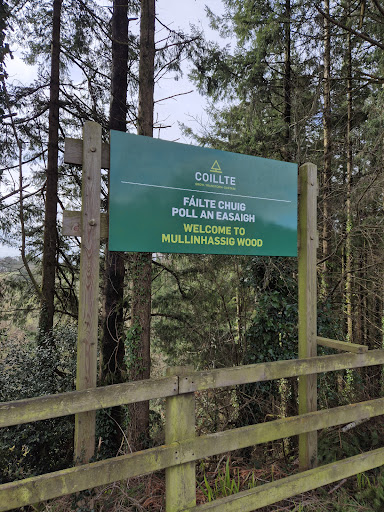 COILLTE
FÁILTE CHUIG
POLL AN EASAIGH
WELCOME TO
MULLINHASSIG WOOD